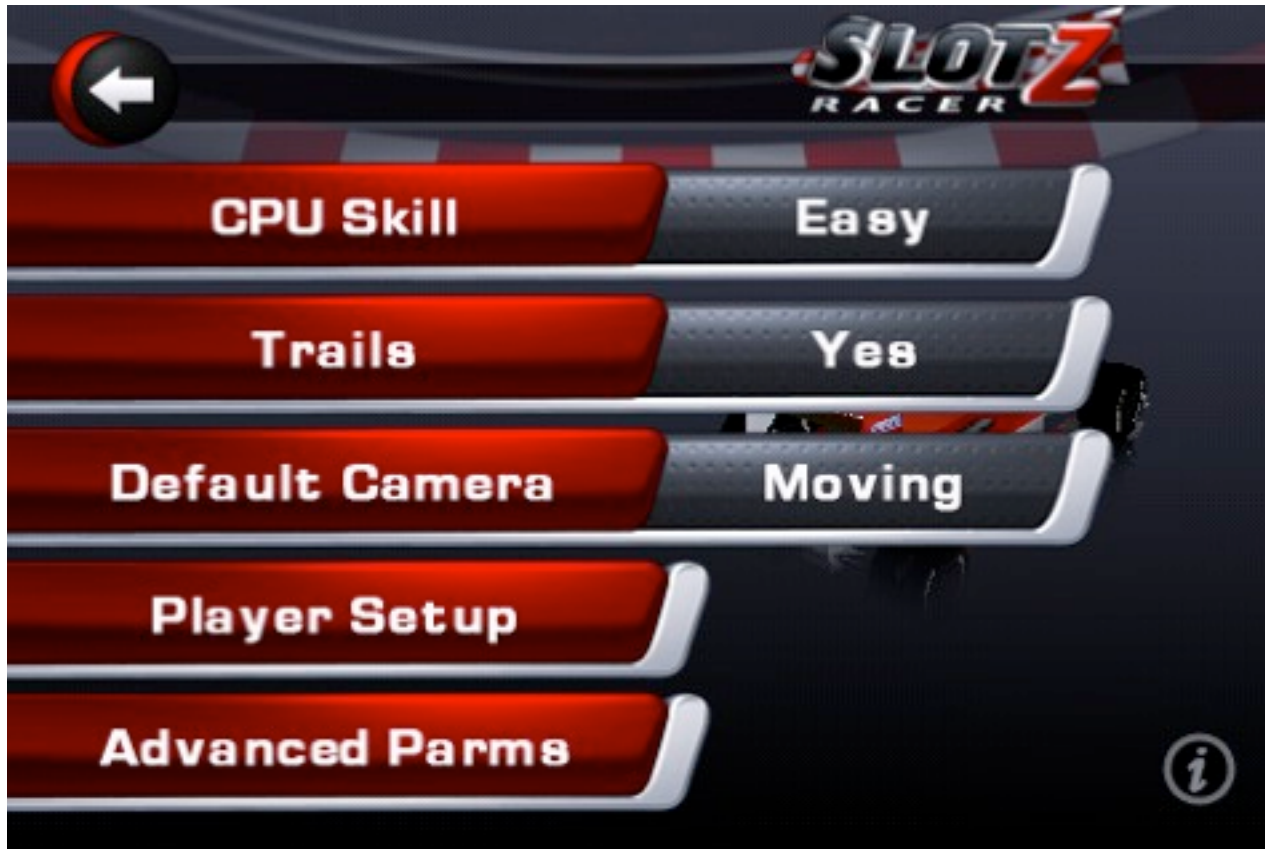 SLOTZ
RACER
CPU Skill Easy
Trails Yes
Default Camera Moving
Player Setup
Advanced Parms
i